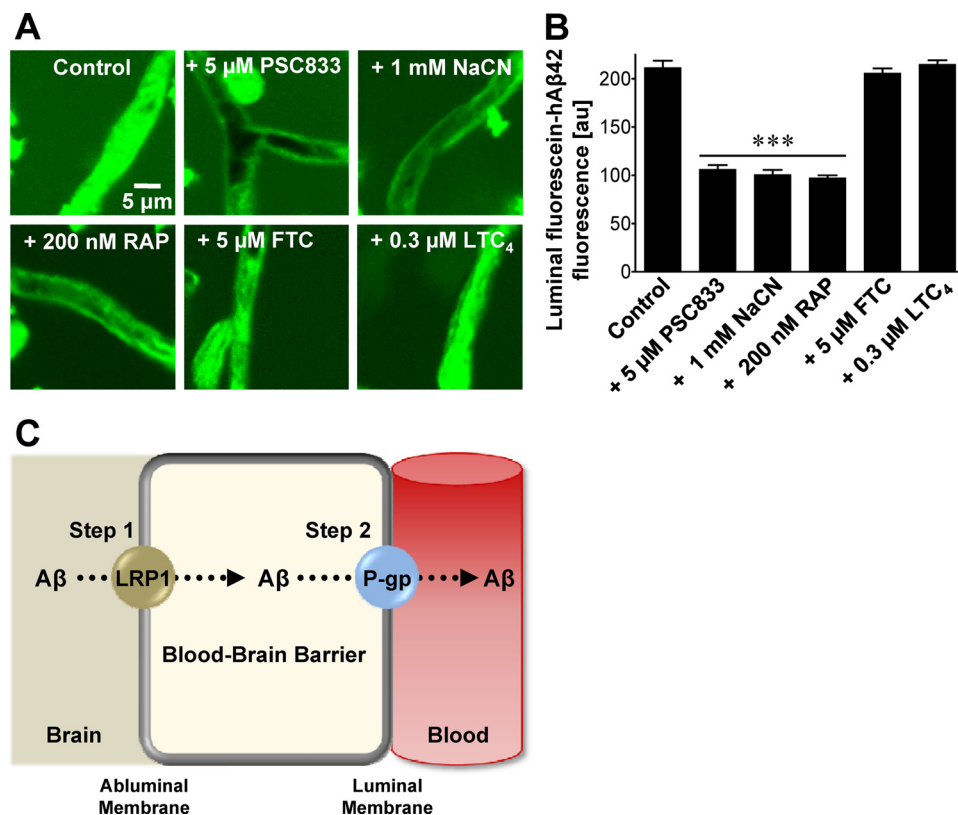 A
Control
5 µm
+ 5 µM PSC833
+ 1 mM NaCN
+ 200 nM RAP
+ 5 µM FTC
+ 0.3 µM LTC4
B
Luminal fluorescein-hAβ42
fluorescence [au]
200
150
100
50
0
***
Control
+ 5 µM PSC833
+ 1 mM NaCN
+ 200 nM RAP
+ 5 µM FTC
+ 0.3 µM LTC4
C
Step 1
Step 2
Aβ
LRP1
Aβ
P-gp
Aβ
Blood-Brain Barrier
Brain
Blood
Abluminal
Membrane
Luminal
Membrane